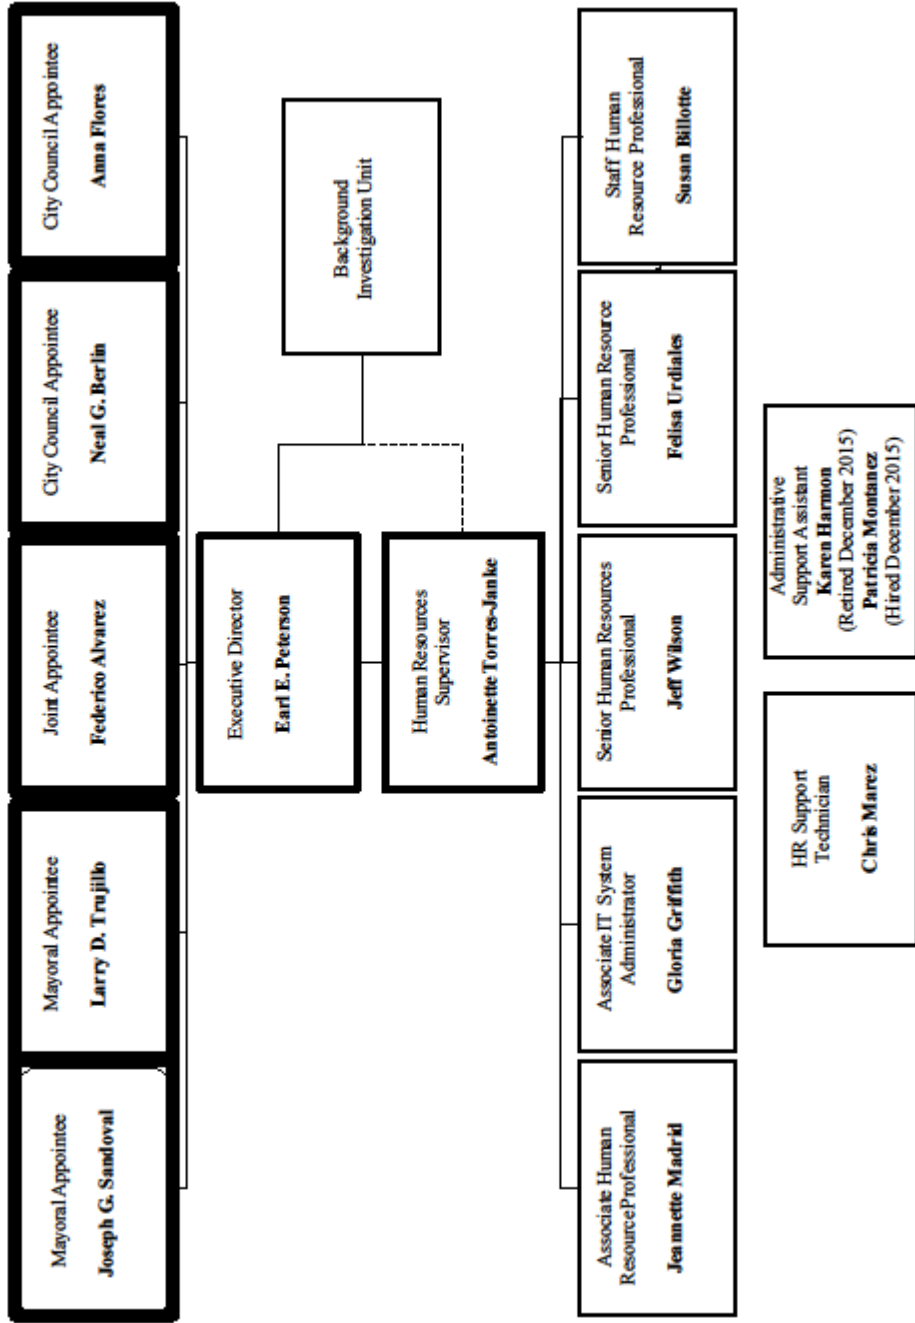 Mayoral Appointee
Joseph G. Sandoval
Mayoral Appointee
Larry D. Trujillo
Joint Appointee
Federico Alvarez
City Council Appointee
Neal G. Berlin
City Council Appointee
Anna Flores
Executive Director
Earl E. Peterson
Background
Investigation Unit
Human Resources
Supervisor
Antoinette Torres-Janke
Associate Human
Resource Professional
Jeannette Madrid
Associate IT System
Administrator
Gloria Griffith
Senior Human Resources
Professional
Jeff Wilson
Senior Human Resource
Professional
Felisa Urdiales
Staff Human
Resource Professional
Susan Billotte
HR Support
Technician
Chris Marez
Administrative
Support Assistant
Karen Harmon
(Retired December 2015)
Patricia Montanez
(Hired December 2015)